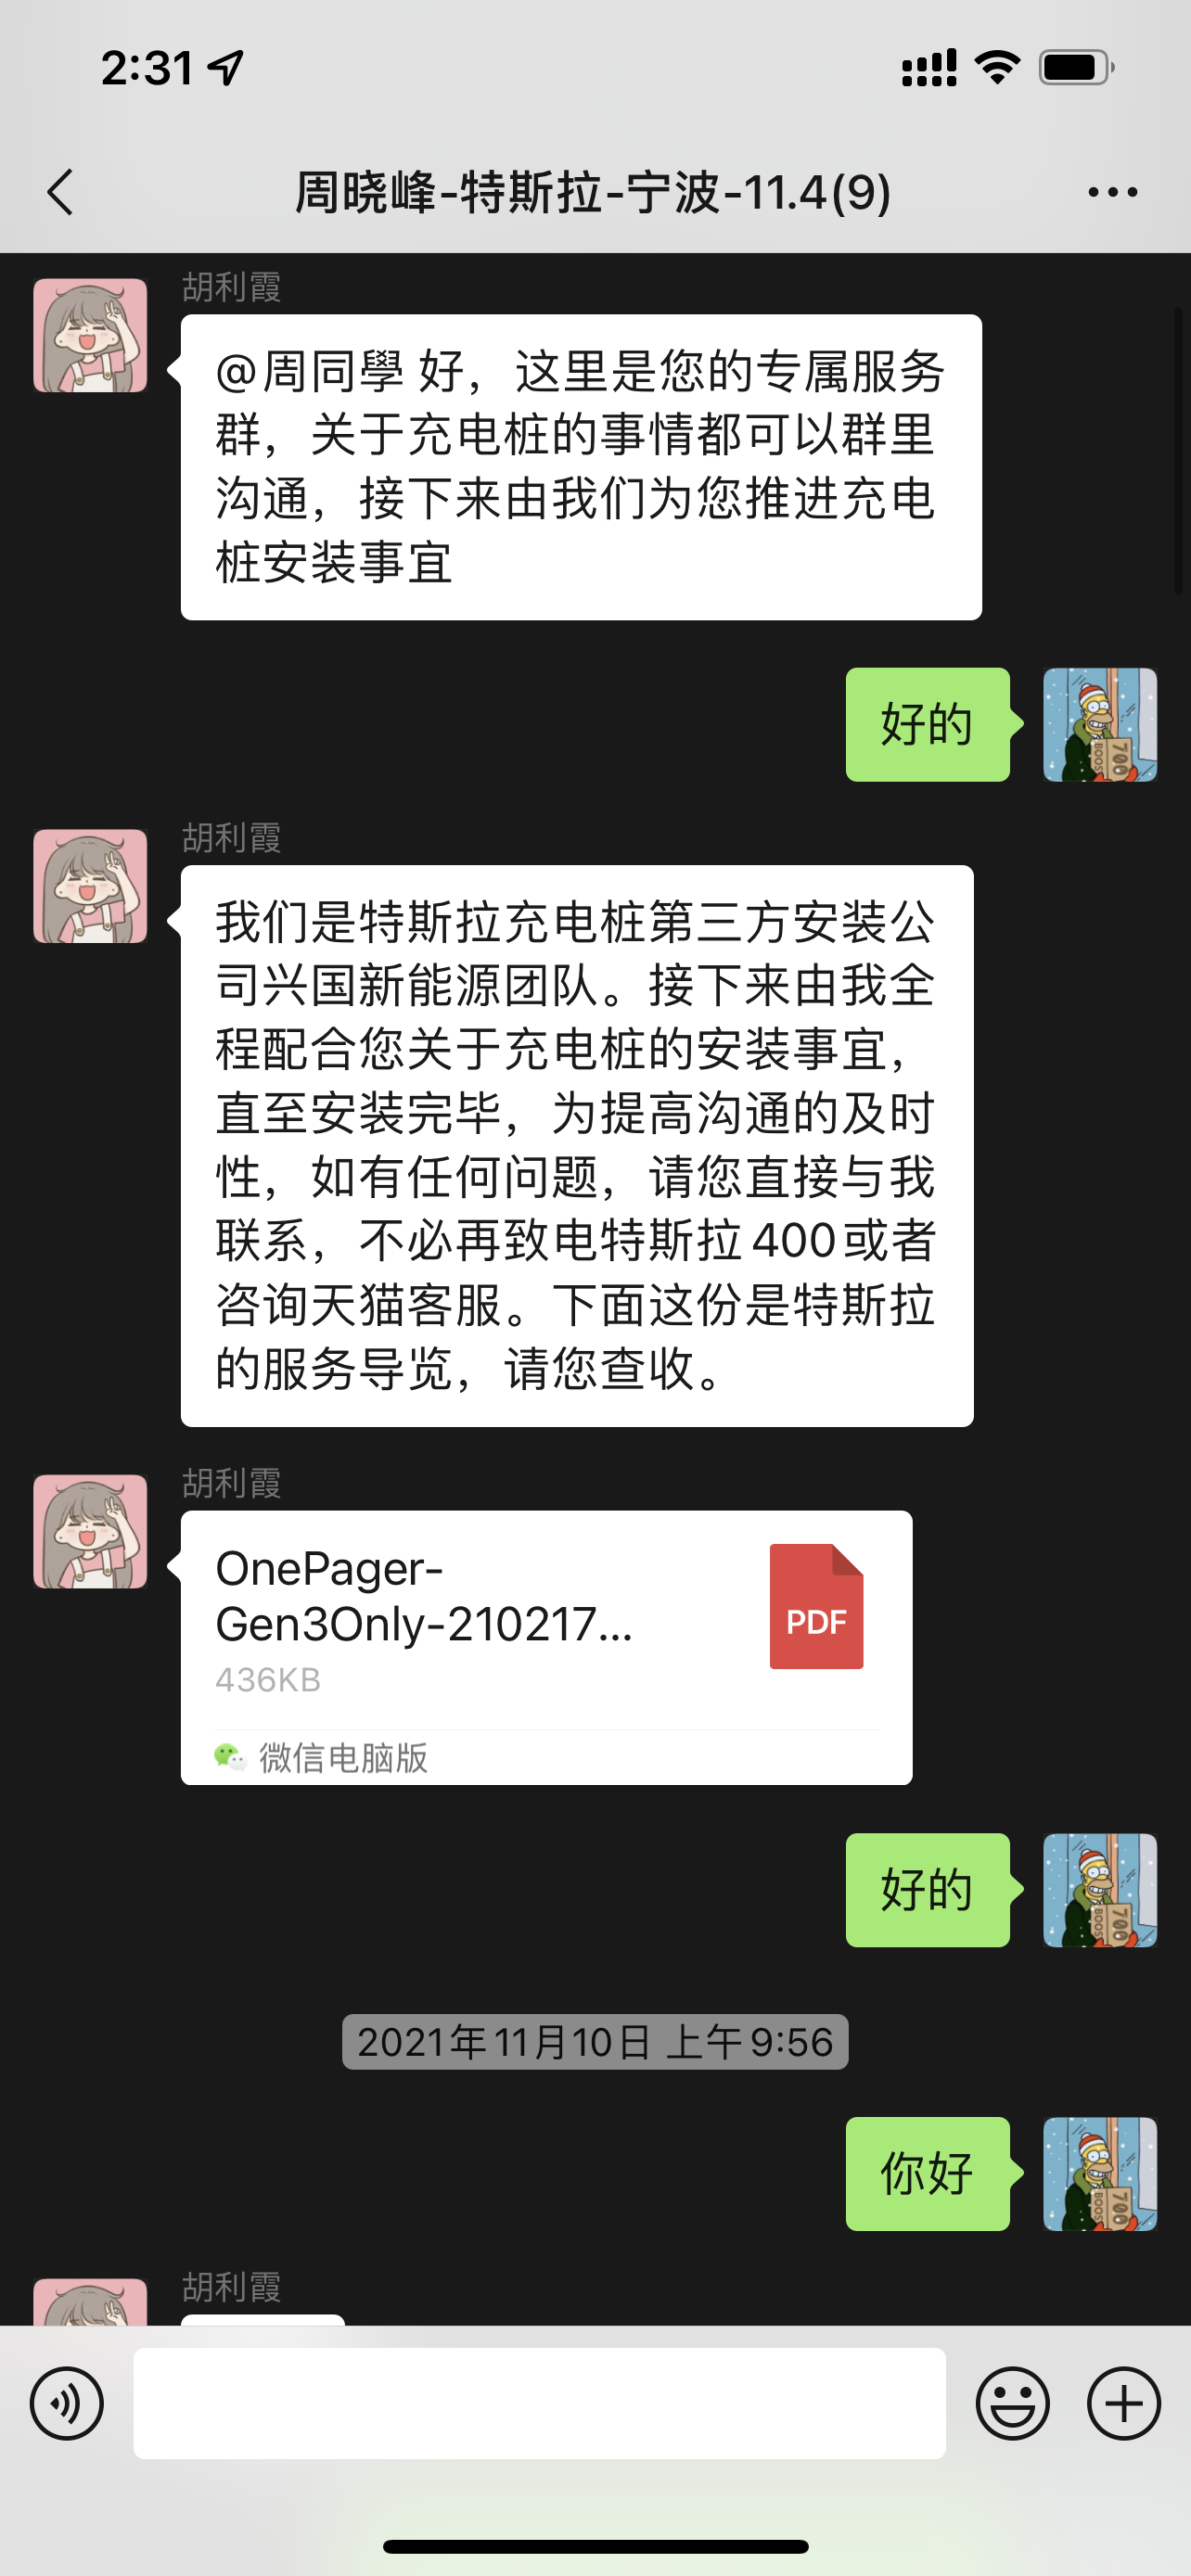 2:31
周晓峰-特斯拉-宁波-11.4(9)
胡利霞
@周同學 好，这里是您的专属服务
群，关于充电桩的事情都可以群里
沟通，接下来由我们为您推进充电
桩安装事宜
好的
700
BOOS
胡利霞
我们是特斯拉充电桩第三方安装公
司兴国新能源团队。接下来由我全
程配合您关于充电桩的安装事宜，
直至安装完毕，为提高沟通的及时
性，如有任何问题，请您直接与我
联系，不必再致电特斯拉400或者
咨询天猫客服。下面这份是特斯拉
的服务导览，请您查收。
胡利霞
OnePager-
Gen3Only-210217...
PDF
436KB
微信电脑版
好的
700
BOOS
2021年11月10日 上午9:56
你好
700
BOOS
胡利霞